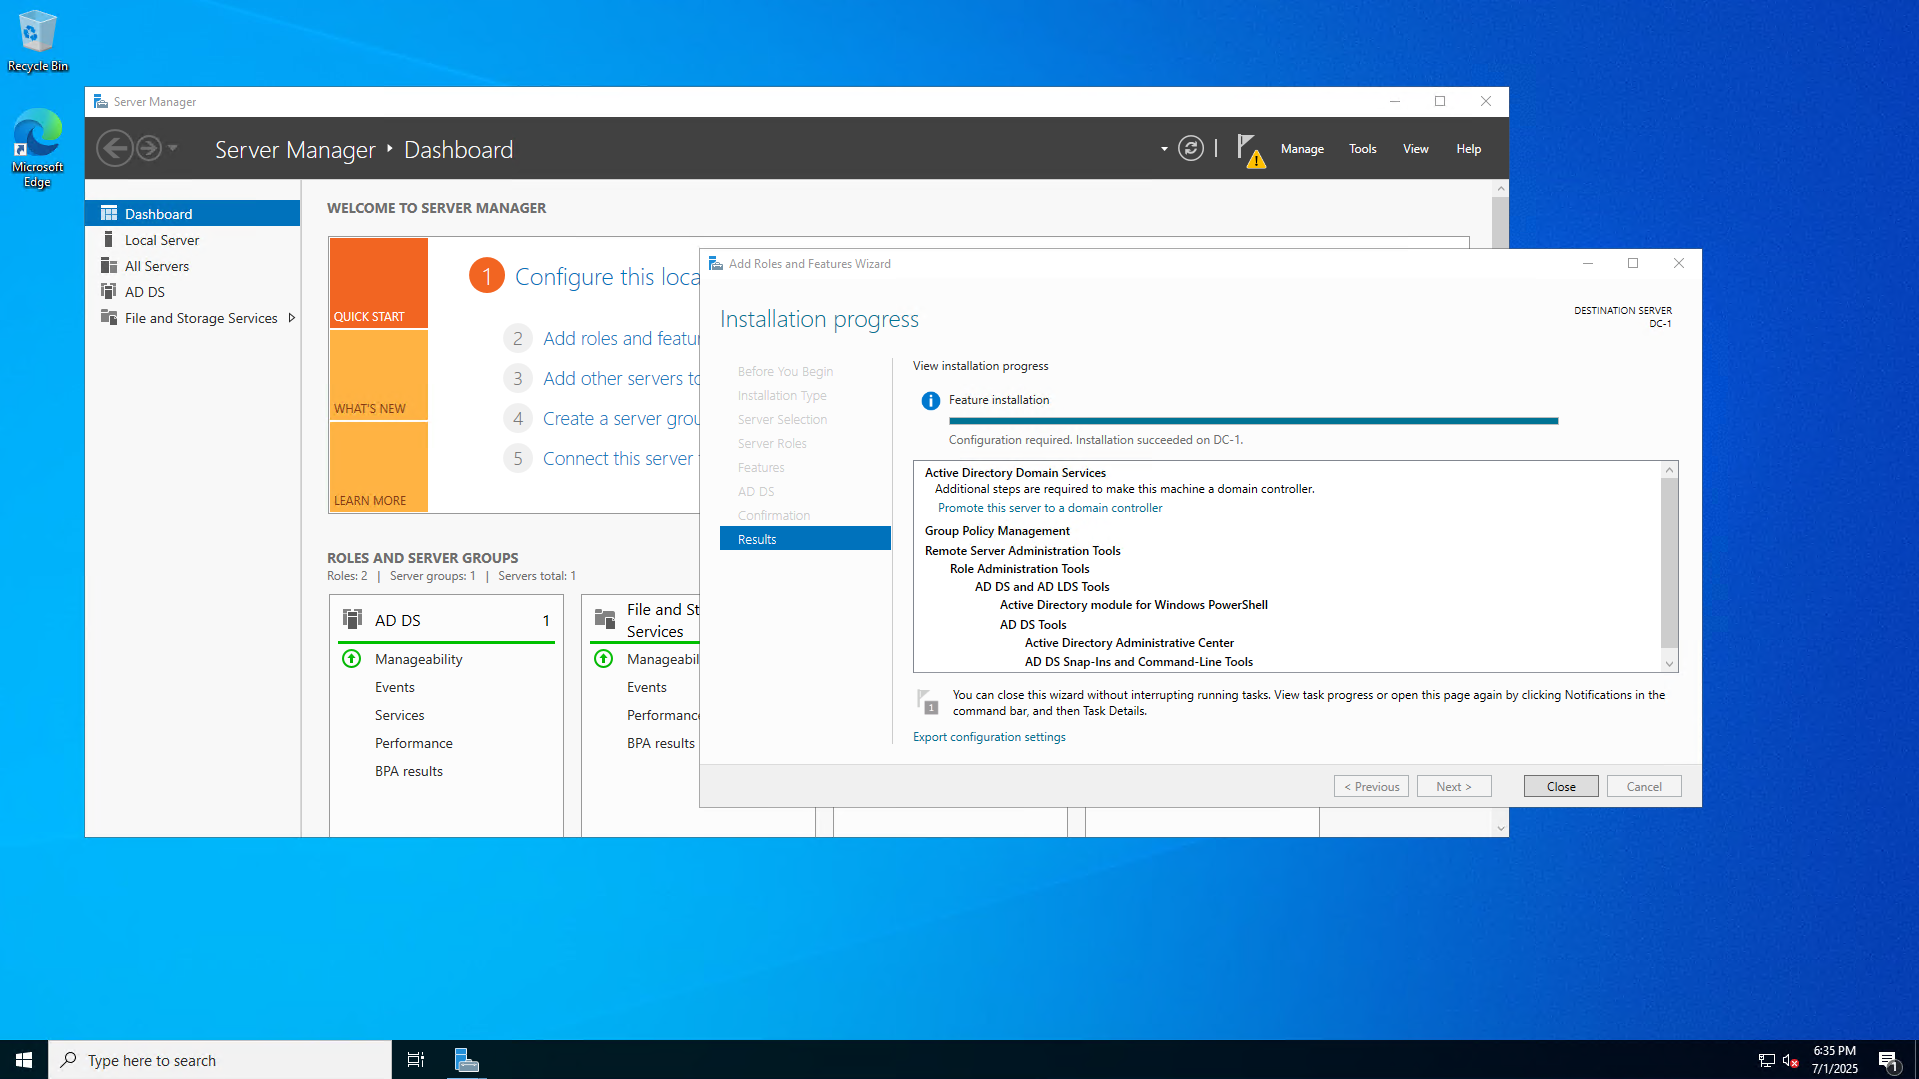 Recycle Bin
Microsoft
Edge
Server Manager
Server Manager ‣ Dashboard
Manage
Tools
View
Help
Dashboard
Local Server
All Servers
AD DS
File and Storage Services
WELCOME TO SERVER MANAGER
QUICK START
WHAT'S NEW
LEARN MORE
1 Configure this loca
2 Add roles and featur
3 Add other servers to
4 Create a server grou
5 Connect this server
ROLES AND SERVER GROUPS
Roles: 2 | Server groups: 1 | Servers total: 1
AD DS 1
Manageability
Events
Services
Performance
BPA results
File and St
Services
Manageabil
Events
Performanc
BPA results
Add Roles and Features Wizard
Installation progress
DESTINATION SERVER
DC-1
Before You Begin
Installation Type
Server Selection
Server Roles
Features
AD DS
Confirmation
Results
View installation progress
Feature installation
Configuration required. Installation succeeded on DC-1.
Active Directory Domain Services
Additional steps are required to make this machine a domain controller.
Promote this server to a domain controller
Group Policy Management
Remote Server Administration Tools
Role Administration Tools
AD DS and AD LDS Tools
Active Directory module for Windows PowerShell
AD DS Tools
Active Directory Administrative Center
AD DS Snap-Ins and Command-Line Tools
1
You can close this wizard without interrupting running tasks. View task progress or open this page again by clicking Notifications in the
command bar, and then Task Details.
Export configuration settings
< Previous
Next >
Close
Cancel
Type here to search
6:35 PM
7/1/2025
1